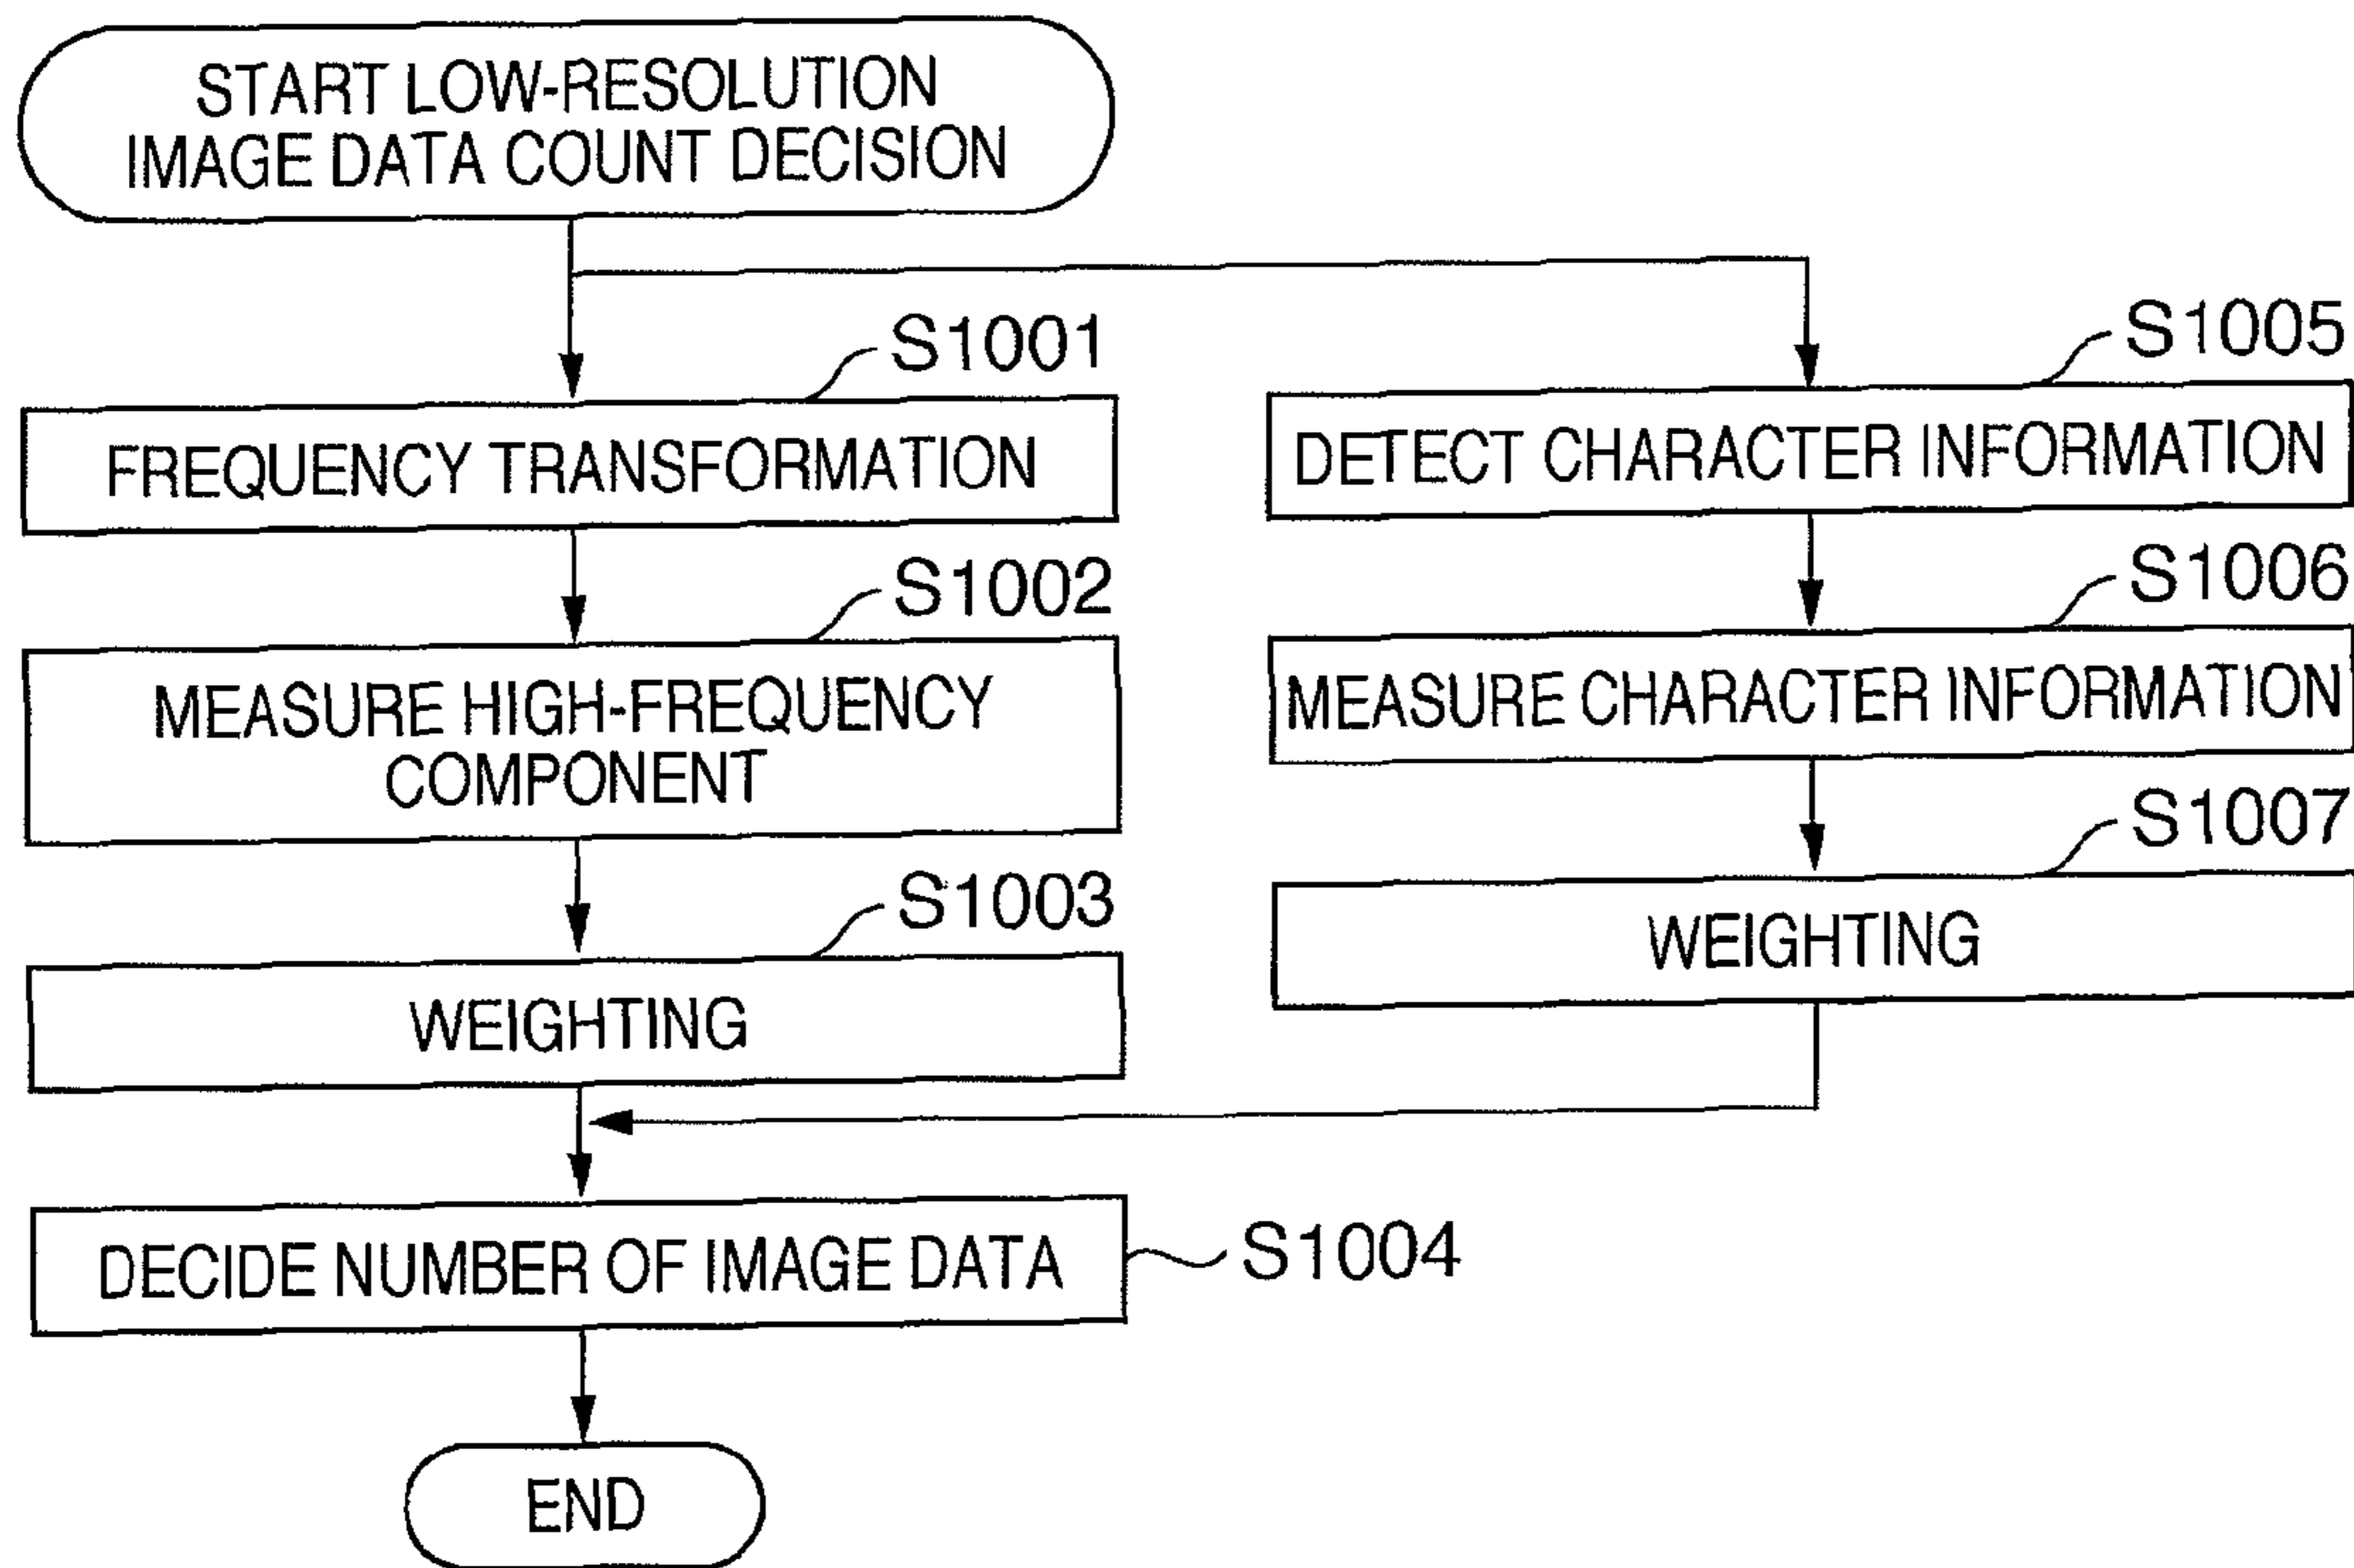 START LOW-RESOLUTION
IMAGE DATA COUNT DECISION
S1001
FREQUENCY TRANSFORMATION
S1002
MEASURE HIGH-FREQUENCY
COMPONENT
S1003
WEIGHTING
S1005
DETECT CHARACTER INFORMATION
S1006
MEASURE CHARACTER INFORMATION
S1007
WEIGHTING
DECIDE NUMBER OF IMAGE DATA
S1004
END